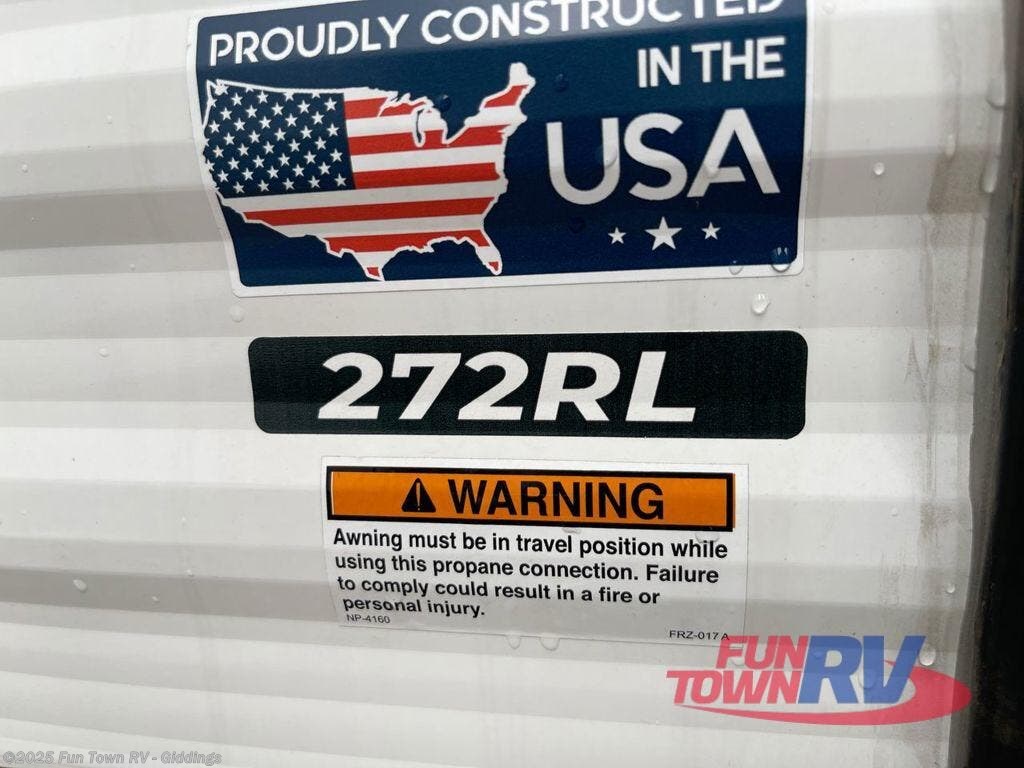 PROUDLY CONSTRUCTED
IN THE
USA
272RL
WARNING
Awning must be in travel position while
using this propane connection. Failure
to comply could result in a fire or
personal injury.
NP-4160
FRZ-017 A
FUN
TOWN RV
©2025 Fun Town RV - Giddings